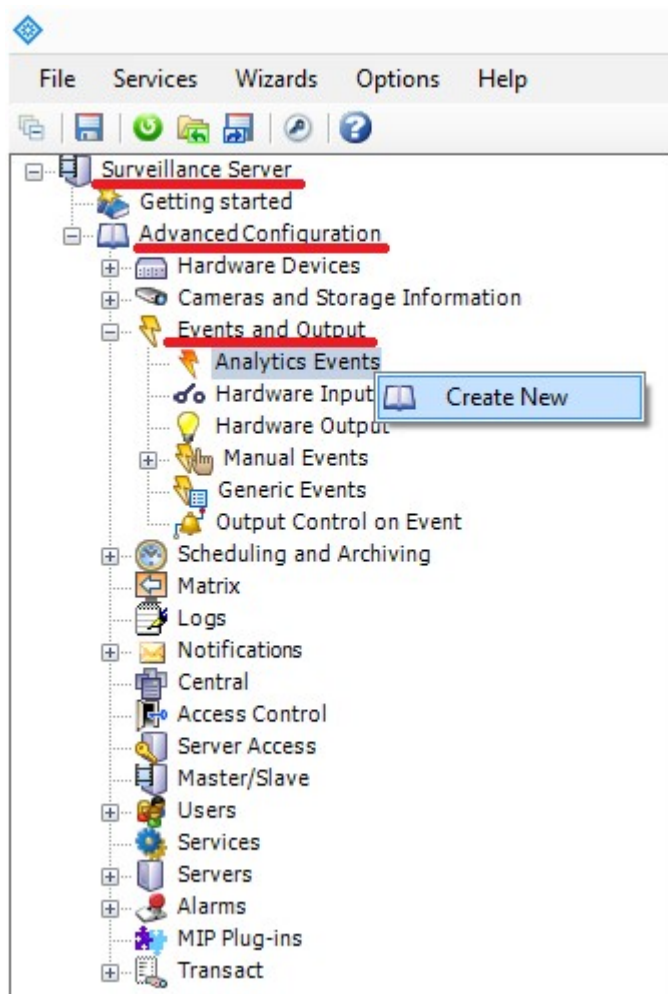 File Services Wizards Options Help
Surveillance Server
Getting started
Advanced Configuration
Hardware Devices
Cameras and Storage Information
Events and Output
Analytics Events
Hardware Input Create New
Hardware Output
Manual Events
Generic Events
Output Control on Event
Scheduling and Archiving
Matrix
Logs
Notifications
Central
Access Control
Server Access
Master/Slave
Users
Services
Servers
Alarms
MIP Plug-ins
Transact